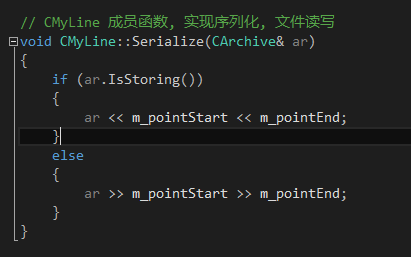 // CMyLine 成员函数, 实现序列化, 文件读写
void CMyLine::Serialize(CArchive& ar)
{
    if (ar.IsStoring())
    {
        ar << m_pointStart << m_pointEnd;
    }
    else
    {
        ar >> m_pointStart >> m_pointEnd;
    }
}